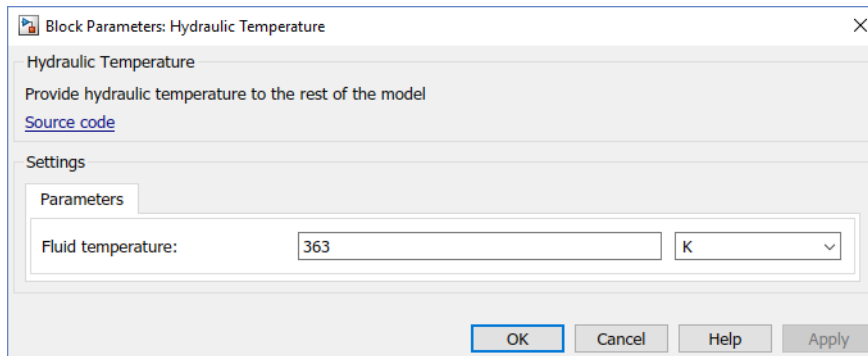 Block Parameters: Hydraulic Temperature
Hydraulic Temperature
Provide hydraulic temperature to the rest of the model
Source code
Settings
Parameters
Fluid temperature: 363 K
OK Cancel Help Apply